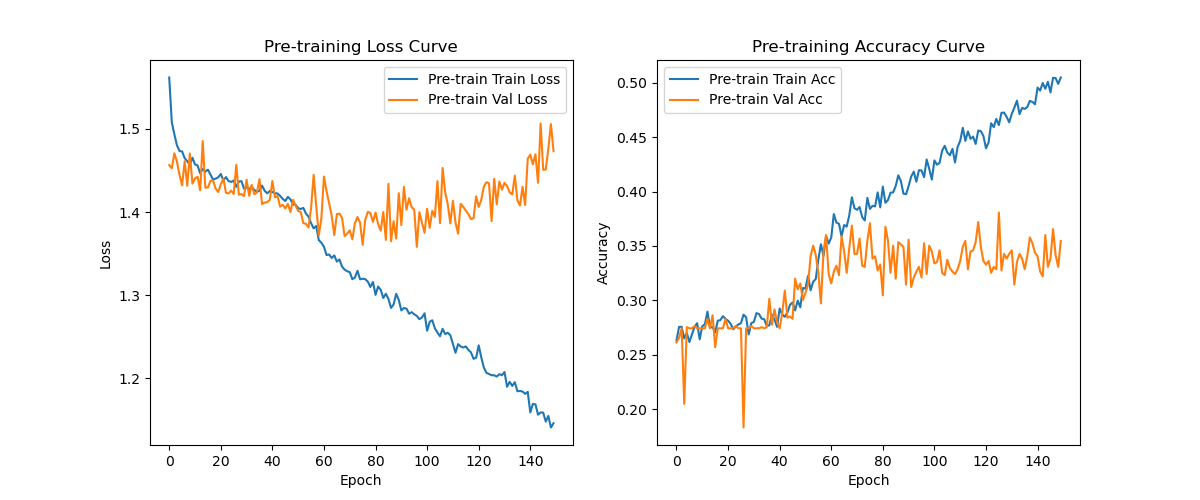 Pre-training Loss Curve
Pre-train Train Loss
Pre-train Val Loss
Loss
1.5
1.4
1.3
1.2
0
20
40
60
80
100
120
140
Epoch
Pre-training Accuracy Curve
Pre-train Train Acc
Pre-train Val Acc
Accuracy
0.50
0.45
0.40
0.35
0.30
0.25
0.20
0
20
40
60
80
100
120
140
Epoch